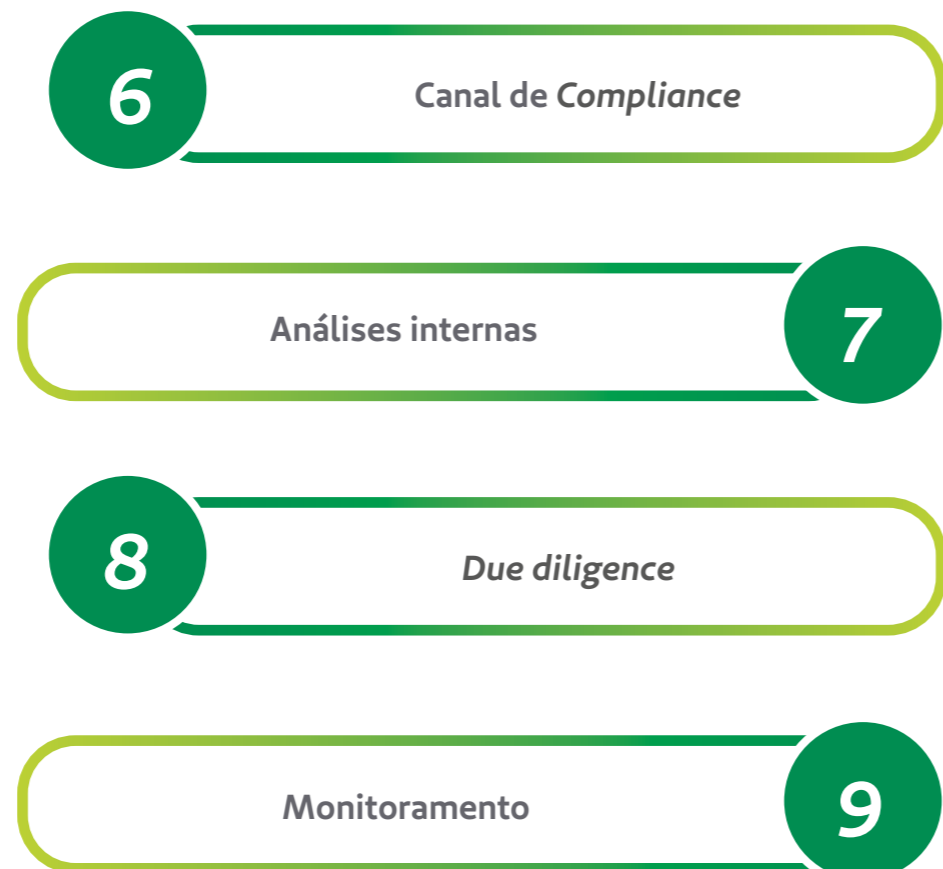 6 Canal de Compliance
Análises internas 7
8 Due diligence
Monitoramento 9